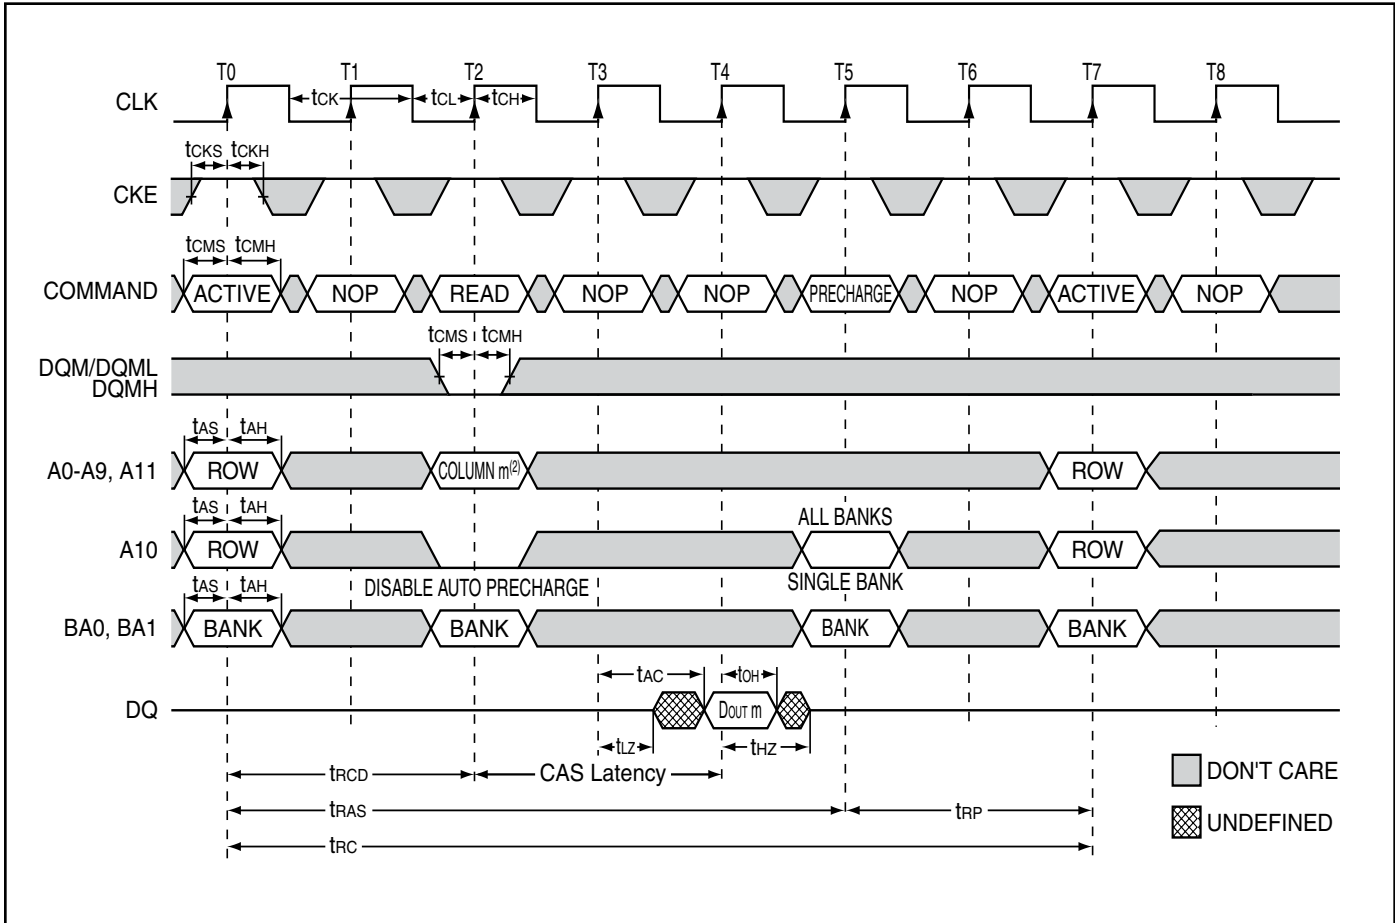 T0 T1 T2 T3 T4 T5 T6 T7 T8
CLK tCK tCL tCH
tCKS tCKH
CKE
tCMS tCMH
COMMAND ACTIVE NOP READ NOP NOP PRECHARGE NOP ACTIVE NOP
tCMS tCMH
DQM/DQML
DQMH
tAS tAH
A0-A9, A11 ROW COLUMN m(2) ROW
tAS tAH ALL BANKS
A10 ROW ROW
DISABLE AUTO PRECHARGE SINGLE BANK
tAS tAH
BA0, BA1 BANK BANK BANK BANK
tAC tOH
DQ DOUT m
tLZ tHZ
tRCD CAS Latency DON'T CARE
tRAS tRP
UNDEFINED
tRC